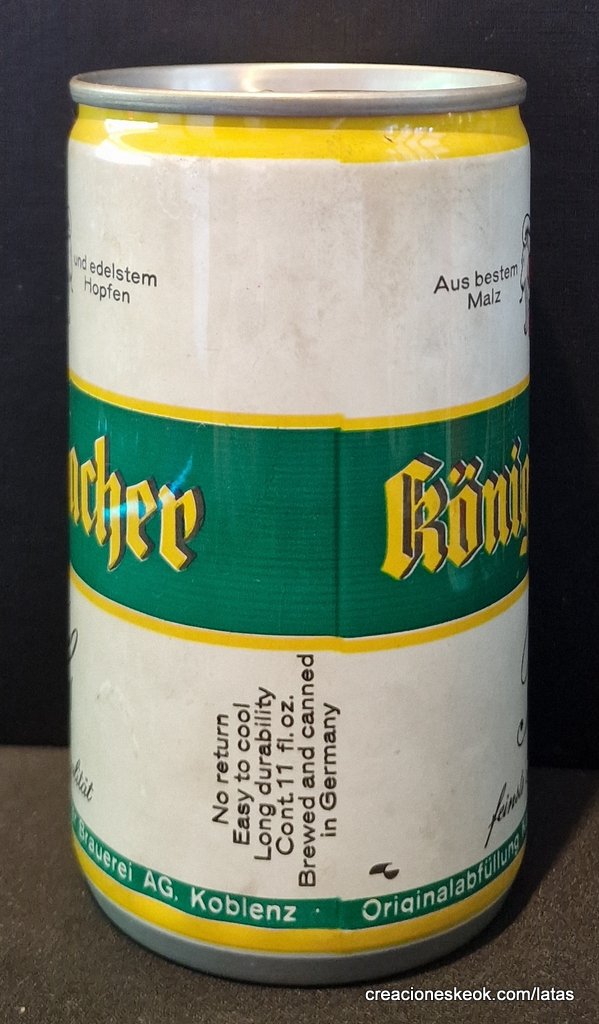 und edelstem
Hopfen
Aus bestem
Malz
acher
König
No return
Easy to cool
Long durability
Cont. 11 fl. oz.
Brewed and canned
in Germany
Brauerei AG. Koblenz · Originalabfüllung
creacioneskeok.com/latas